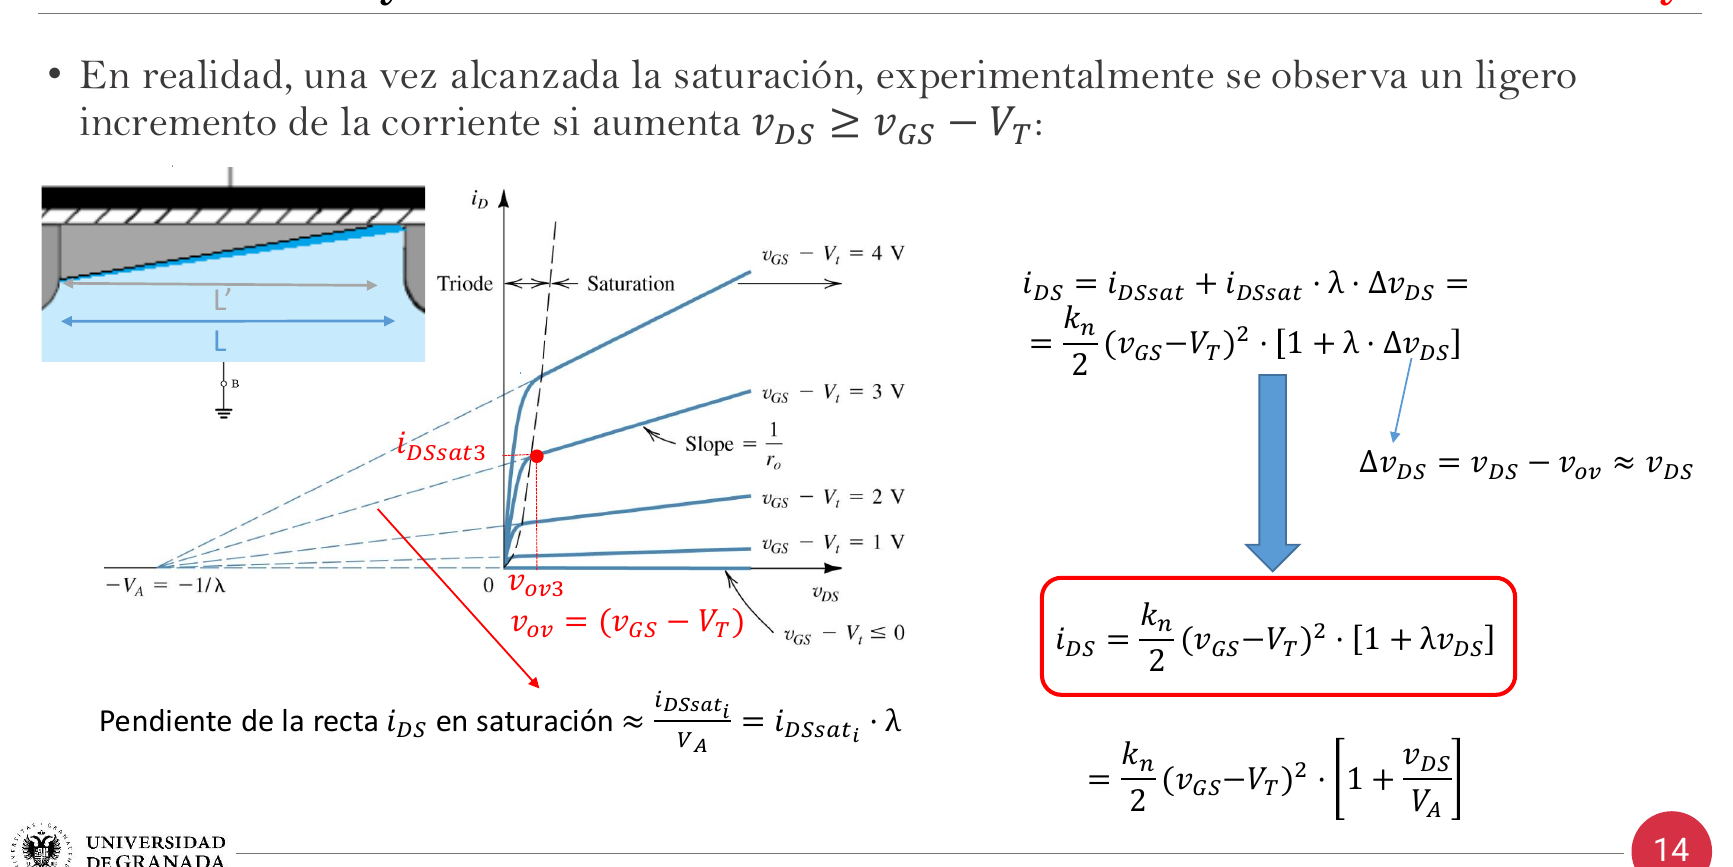 • En realidad, una vez alcanzada la saturación, experimentalmente se observa un ligero
incremento de la corriente si aumenta v_DS ≥ v_GS − V_T:
L’
L
B
i_D
Triode
Saturation
v_GS − V_t = 4 V
v_GS − V_t = 3 V
Slope = 1/r_o
v_GS − V_t = 2 V
v_GS − V_t = 1 V
v_GS − V_t ≤ 0
i_DSsat3
−V_A = −1/λ
0
v_ov3
v_DS
v_ov = (v_GS − V_T)
Pendiente de la recta i_DS en saturación ≈ i_DSsat_i / V_A = i_DSsat_i · λ
i_DS = i_DSsat + i_DSsat · λ · Δv_DS =
= k_n/2 (v_GS−V_T)² · [1 + λ · Δv_DS]
Δv_DS = v_DS − v_ov ≈ v_DS
i_DS = k_n/2 (v_GS−V_T)² · [1 + λv_DS]
= k_n/2 (v_GS−V_T)² · [1 + v_DS/V_A]
UNIVERSIDAD
DE GRANADA
14